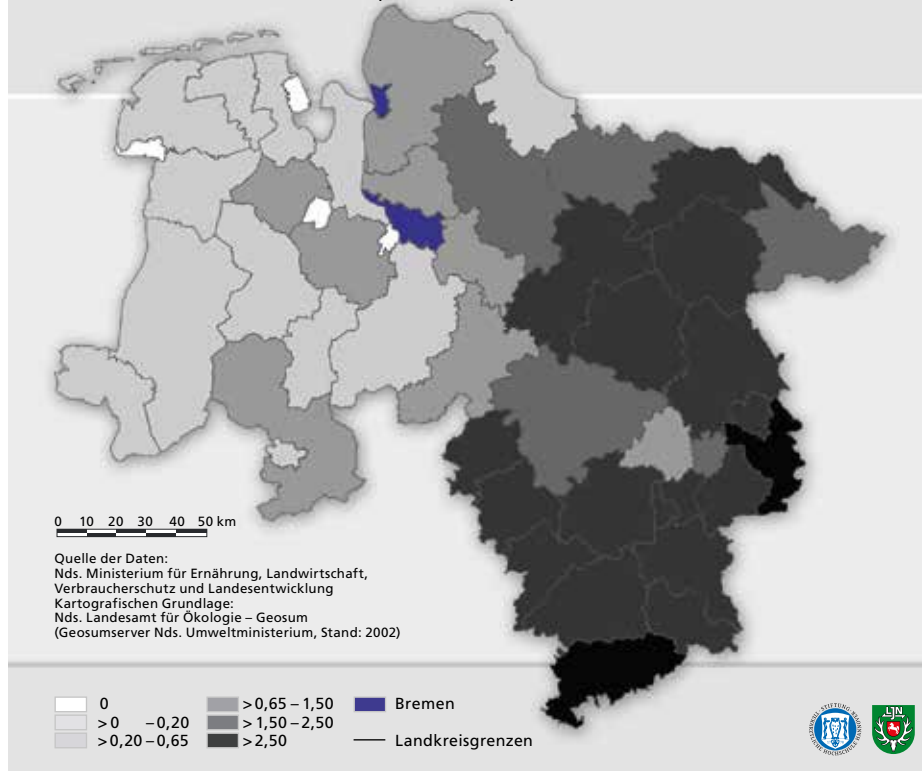 0 10 20 30 40 50 km
Quelle der Daten:
Nds. Ministerium für Ernährung, Landwirtschaft,
Verbraucherschutz und Landesentwicklung
Kartografischen Grundlage:
Nds. Landesamt für Ökologie – Geosum
(Geosumserver Nds. Umweltministerium, Stand: 2002)
0
>0 – 0,20
>0,20 – 0,65
>0,65 – 1,50
>1,50 – 2,50
>2,50
Bremen
Landkreisgrenzen
LJN